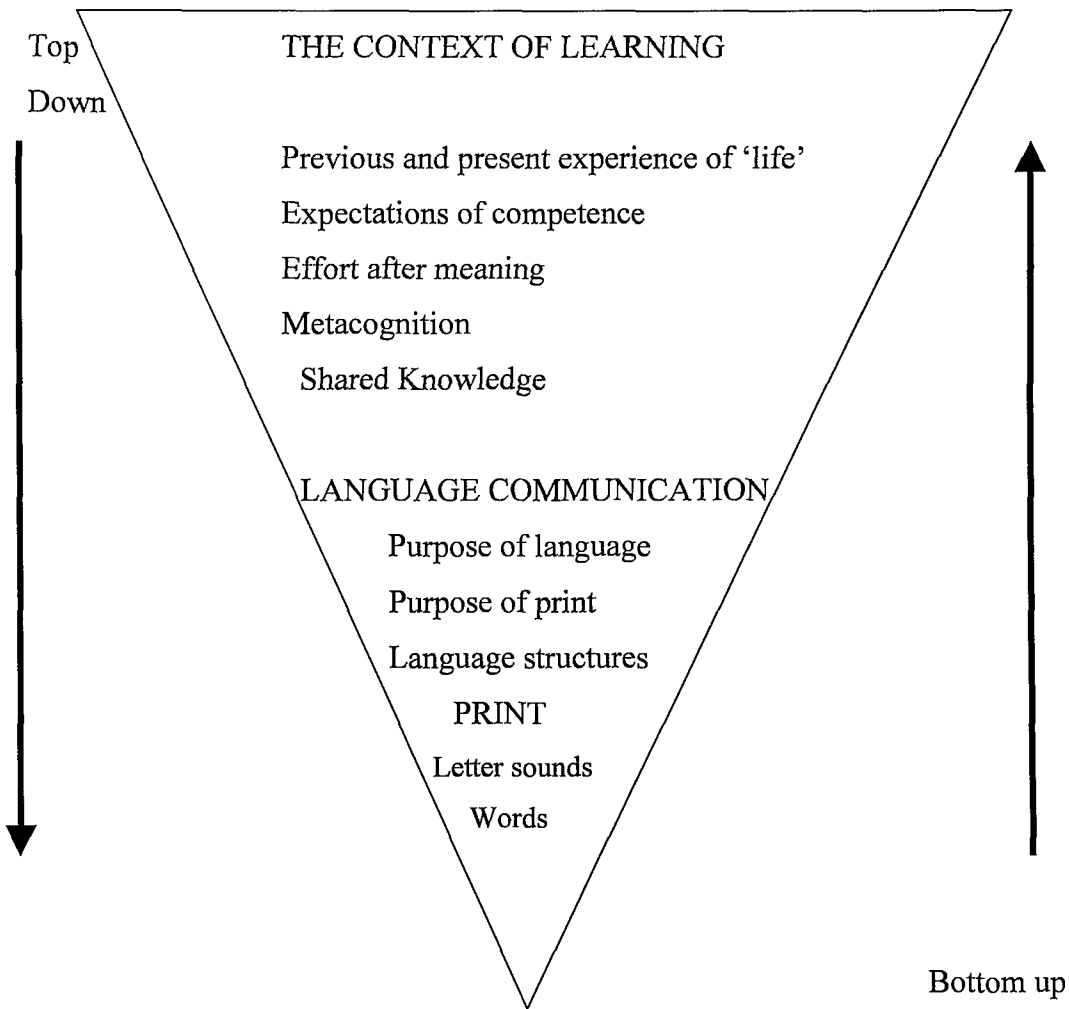 Top
Down
THE CONTEXT OF LEARNING
Previous and present experience of ‘life’
Expectations of competence
Effort after meaning
Metacognition
Shared Knowledge
LANGUAGE COMMUNICATION
Purpose of language
Purpose of print
Language structures
PRINT
Letter sounds
Words
Bottom up